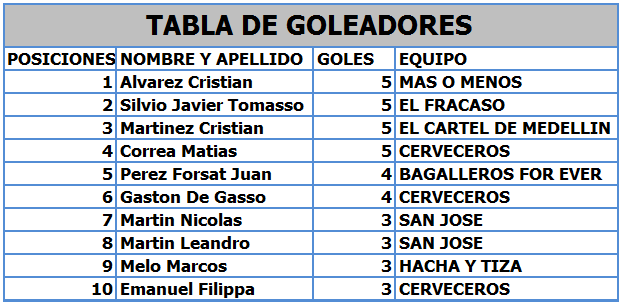 TABLA DE GOLEADORES
POSICIONES NOMBRE Y APELLIDO GOLES EQUIPO
1 Alvarez Cristian 5 MAS O MENOS
2 Silvio Javier Tomasso 5 EL FRACASO
3 Martinez Cristian 5 EL CARTEL DE MEDELLIN
4 Correa Matias 5 CERVECEROS
5 Perez Forsat Juan 4 BAGALLEROS FOR EVER
6 Gaston De Gasso 4 CERVECEROS
7 Martin Nicolas 3 SAN JOSE
8 Martin Leandro 3 SAN JOSE
9 Melo Marcos 3 HACHA Y TIZA
10 Emanuel Filippa 3 CERVECEROS